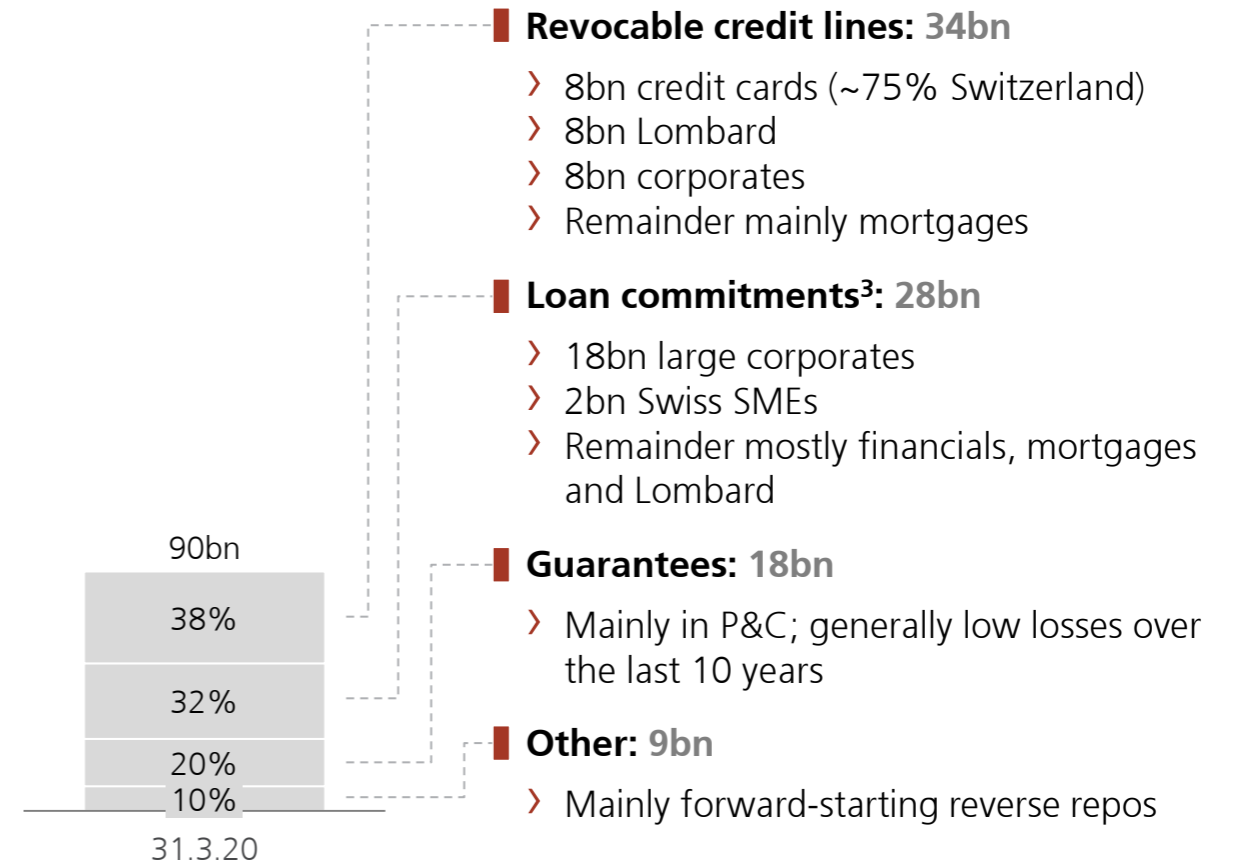 Revocable credit lines: 34bn
› 8bn credit cards (~75% Switzerland)
› 8bn Lombard
› 8bn corporates
› Remainder mainly mortgages
Loan commitments³: 28bn
› 18bn large corporates
› 2bn Swiss SMEs
› Remainder mostly financials, mortgages
and Lombard
Guarantees: 18bn
› Mainly in P&C; generally low losses over
the last 10 years
Other: 9bn
› Mainly forward-starting reverse repos
90bn
38%
32%
20%
10%
31.3.20